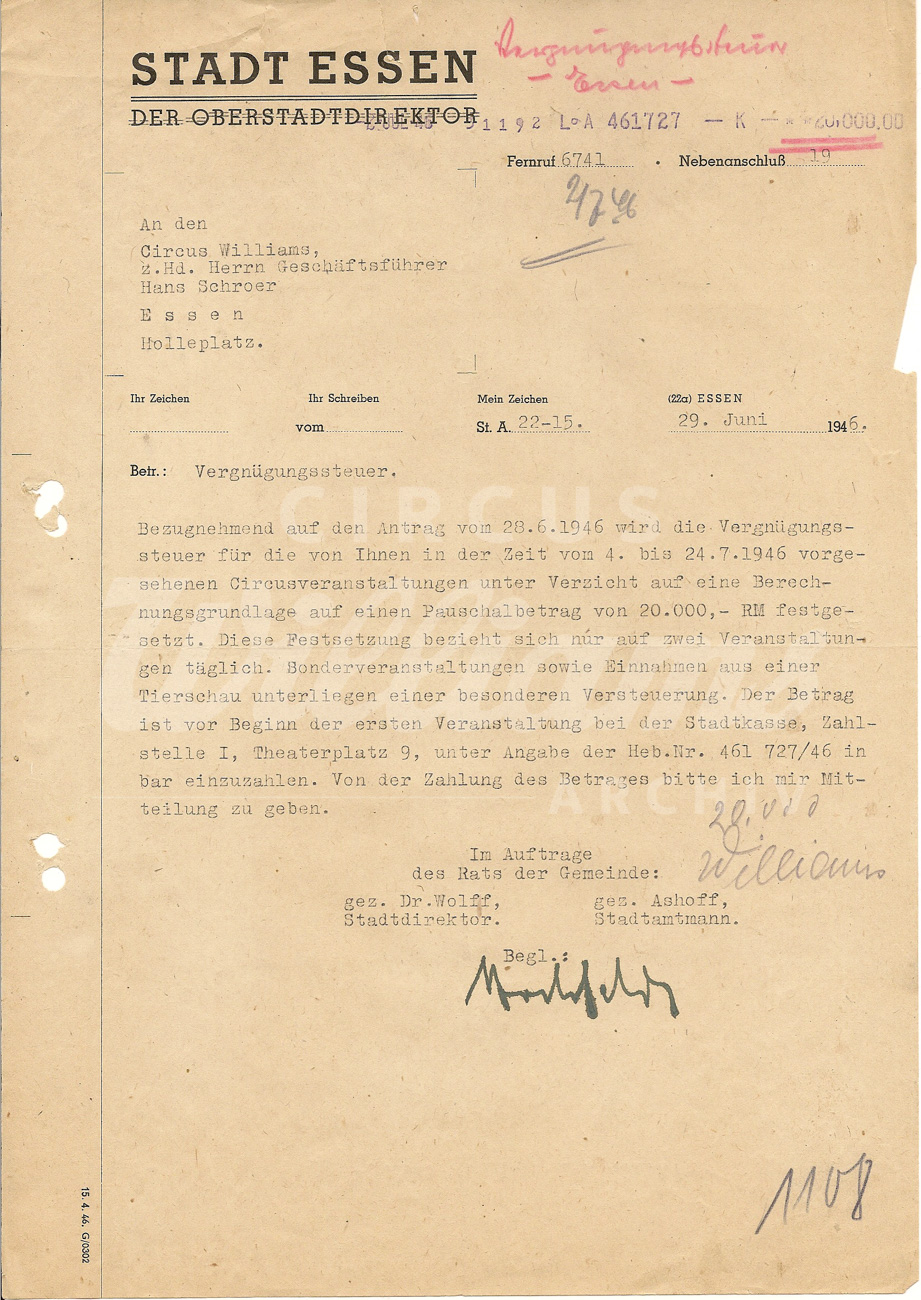 STADT ESSEN
DER OBERSTADTDIREKTOR
Vergnügungssteuer
- Essen -
51192 L A 461727 — K — * * 20.000.00
Fernruf 6741 · Nebenanschluß 19
2/7 46
An den
Circus Williams,
z.Hd. Herrn Geschäftsführer
Hans Schroer
E s s e n
Holleplatz.
Ihr Zeichen
Ihr Schreiben
vom
Mein Zeichen
St. A. 22-15.
(22a) ESSEN
29. Juni 1946.
Betr.: Vergnügungssteuer.
CIRCUS
Bezugnehmend auf den Antrag vom 28.6.1946 wird die Vergnügungs-
steuer für die von Ihnen in der Zeit vom 4. bis 24.7.1946 vorge-
sehenen Circusveranstaltungen unter Verzicht auf eine Berech-
nungsgrundlage auf einen Pauschalbetrag von 20.000,- RM festge-
setzt. Diese Festsetzung bezieht sich nur auf zwei Veranstaltun-
gen täglich. Sonderveranstaltungen sowie Einnahmen aus einer
Tierschau unterliegen einer besonderen Versteuerung. Der Betrag
ist vor Beginn der ersten Veranstaltung bei der Stadtkasse, Zahl-
stelle I, Theaterplatz 9, unter Angabe der Heb.Nr. 461 727/46 in
bar einzuzahlen. Von der Zahlung des Betrages bitte ich mir Mit-
teilung zu geben.
ARCHIV
Williams
Im Auftrage
des Rats der Gemeinde:
gez. Dr.Wolff,
Stadtdirektor.
gez. Ashoff,
Stadtamtmann.
Begl.:
1108
15. 4. 46. G/0302